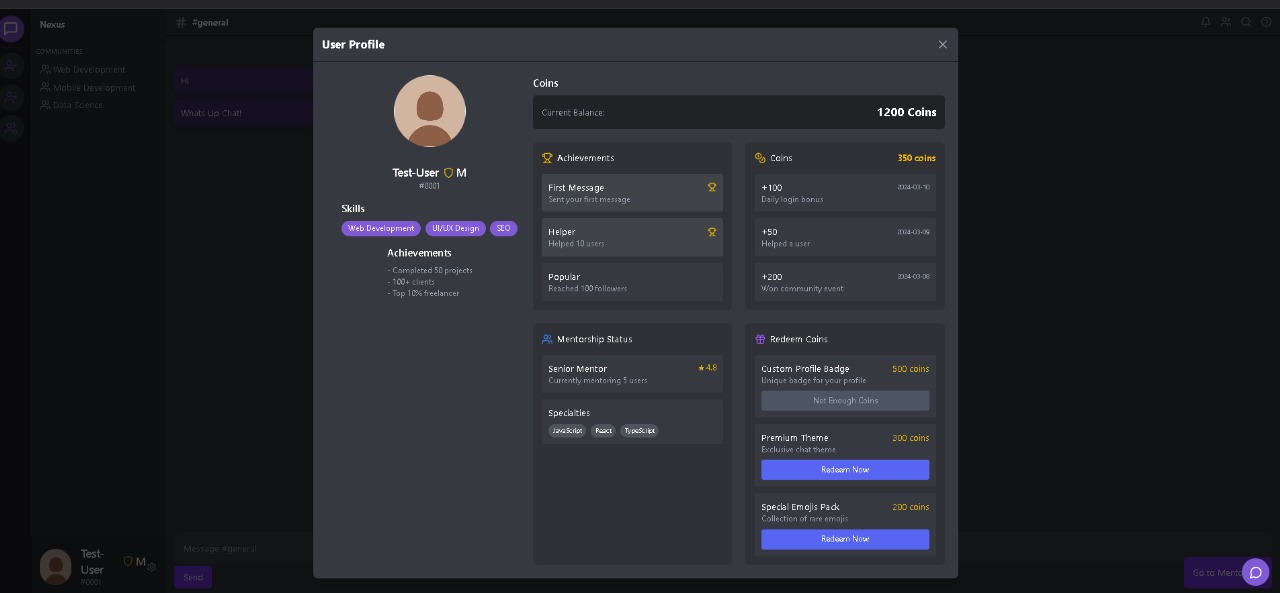 Nexus
# #general
COMMUNITIES
Web Development
Mobile Development
Data Science
Hi
Whats Up Chat!
User Profile
Test-User M
#0001
Skills
Web Development UI/UX Design SEO
Achievements
- Completed 50 projects
- 100+ clients
- Top 10% freelancer
Coins
Current Balance: 1200 Coins
Achievements
First Message
Sent your first message
Helper
Helped 10 users
Popular
Reached 100 followers
Coins 350 coins
+100 2024-03-10
Daily login bonus
+50 2024-03-09
Helped a user
+200 2024-03-08
Won community event
Mentorship Status
Senior Mentor ★ 4.8
Currently mentoring 5 users
Specialties
JavaScript React TypeScript
Redeem Coins
Custom Profile Badge 500 coins
Unique badge for your profile
Not Enough Coins
Premium Theme 300 coins
Exclusive chat theme
Redeem Now
Special Emojis Pack 200 coins
Collection of rare emojis
Redeem Now
Test-
User M
#0001
Message #general
Send
Go to